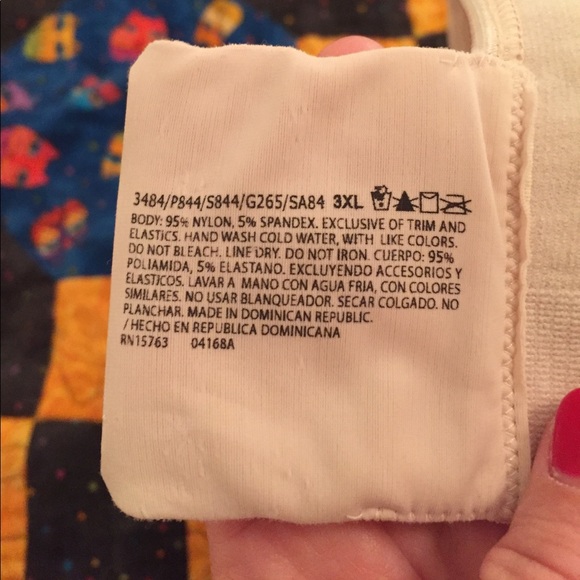 3484/P844/S844/G265/SA84 3XL
BODY: 95% NYLON, 5% SPANDEX. EXCLUSIVE OF TRIM AND
ELASTICS. HAND WASH COLD WATER, WITH LIKE COLORS.
DO NOT BLEACH. LINE DRY. DO NOT IRON. CUERPO: 95%
POLIAMIDA, 5% ELASTANO. EXCLUYENDO ACCESORIOS Y
ELASTICOS. LAVAR A MANO CON AGUA FRIA, CON COLORES
SIMILARES. NO USAR BLANQUEADOR. SECAR COLGADO. NO
PLANCHAR. MADE IN DOMINICAN REPUBLIC.
/ HECHO EN REPUBLICA DOMINICANA
RN15763 04168A